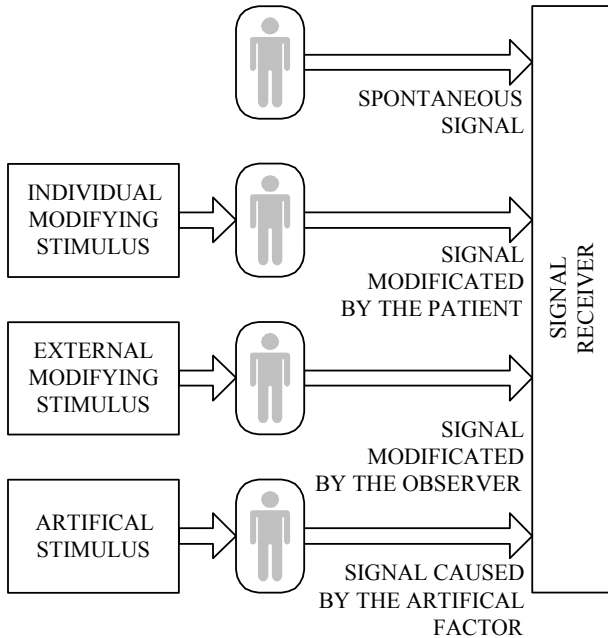 SPONTANEOUS
SIGNAL
INDIVIDUAL
MODIFYING
STIMULUS
SIGNAL
MODIFICATED
BY THE PATIENT
EXTERNAL
MODIFYING
STIMULUS
SIGNAL
MODIFICATED
BY THE OBSERVER
ARTIFICAL
STIMULUS
SIGNAL CAUSED
BY THE ARTIFICAL
FACTOR
SIGNAL
RECEIVER